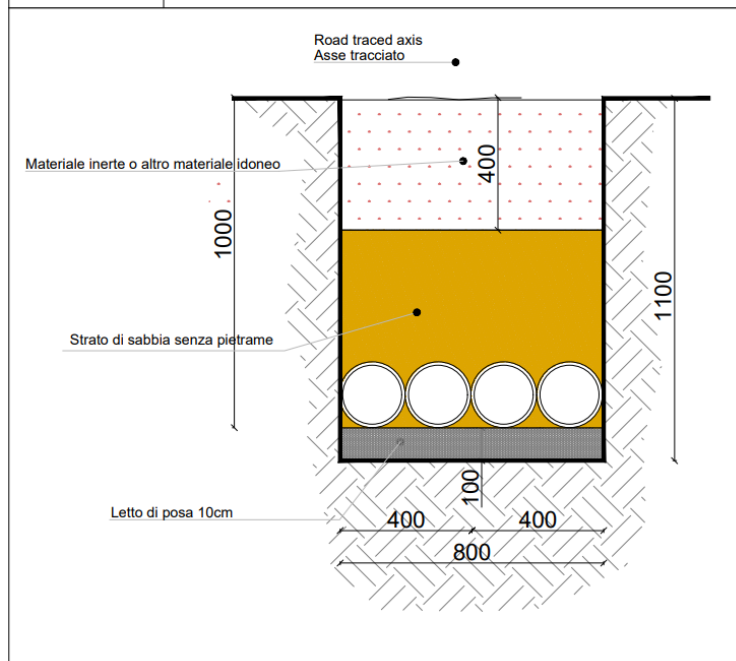 Road traced axis
Asse tracciato
Materiale inerte o altro materiale idoneo
400
1000
1100
Strato di sabbia senza pietrame
100
Letto di posa 10cm
400
400
800